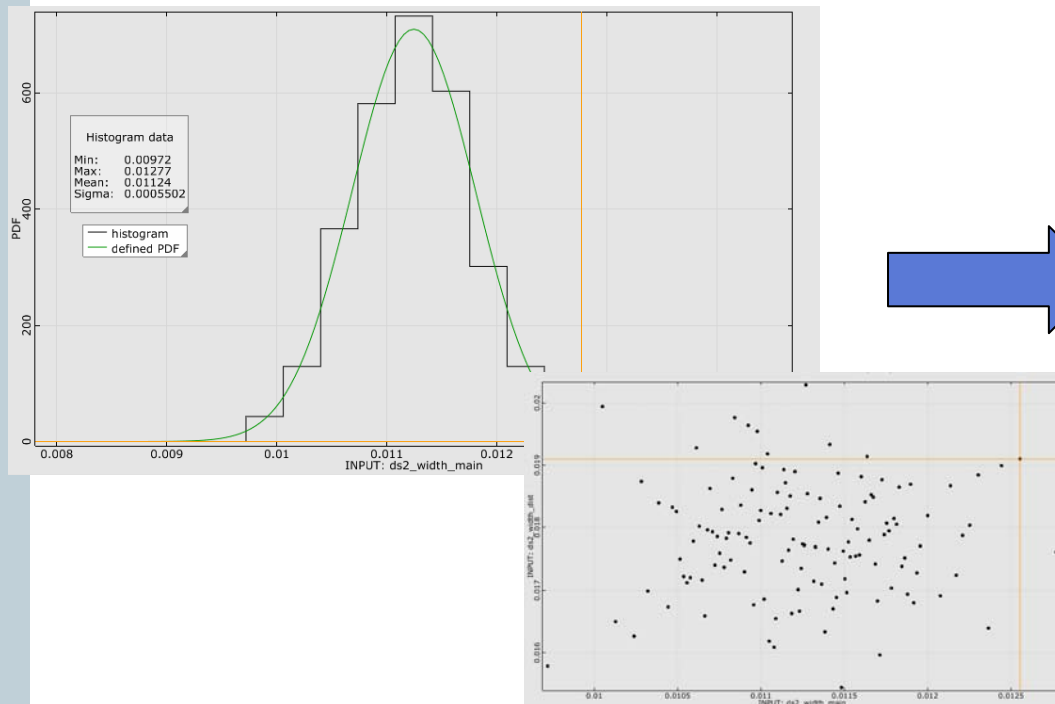 600
400
200
0
PDF
Histogram data
Min: 0.00972
Max: 0.01277
Mean: 0.01124
Sigma: 0.0005502
histogram
defined PDF
0.008 0.009 0.01 0.011 0.012
INPUT: ds2_width_main
0.02
0.019
0.018
0.017
0.016
INPUT: ds2_width_dist
0.01 0.0105 0.011 0.0115 0.012 0.0125
INPUT: ds2_width_main